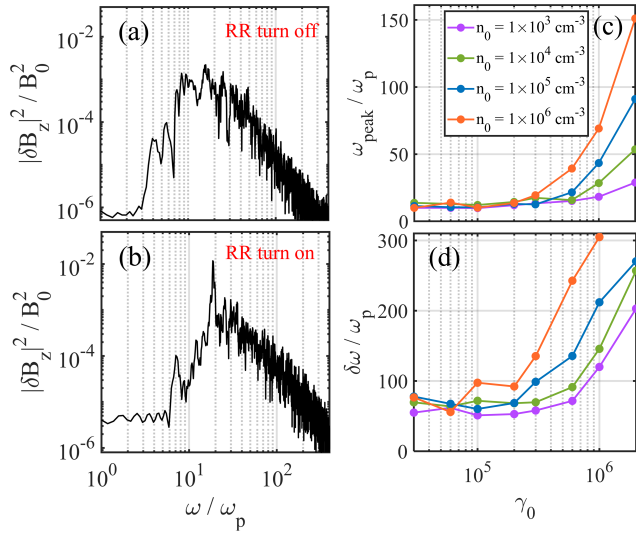 (a)
RR turn off
10^-2
10^-4
10^-6
|δB_z|^2 / B_0^2
(b)
RR turn on
10^-2
10^-4
10^-6
|δB_z|^2 / B_0^2
10^0
10^1
10^2
ω / ω_p
(c)
n_0 = 1×10^3 cm^-3
n_0 = 1×10^4 cm^-3
n_0 = 1×10^5 cm^-3
n_0 = 1×10^6 cm^-3
150
100
50
0
ω_peak / ω_p
(d)
300
200
100
0
δω / ω_p
10^5
10^6
γ_0